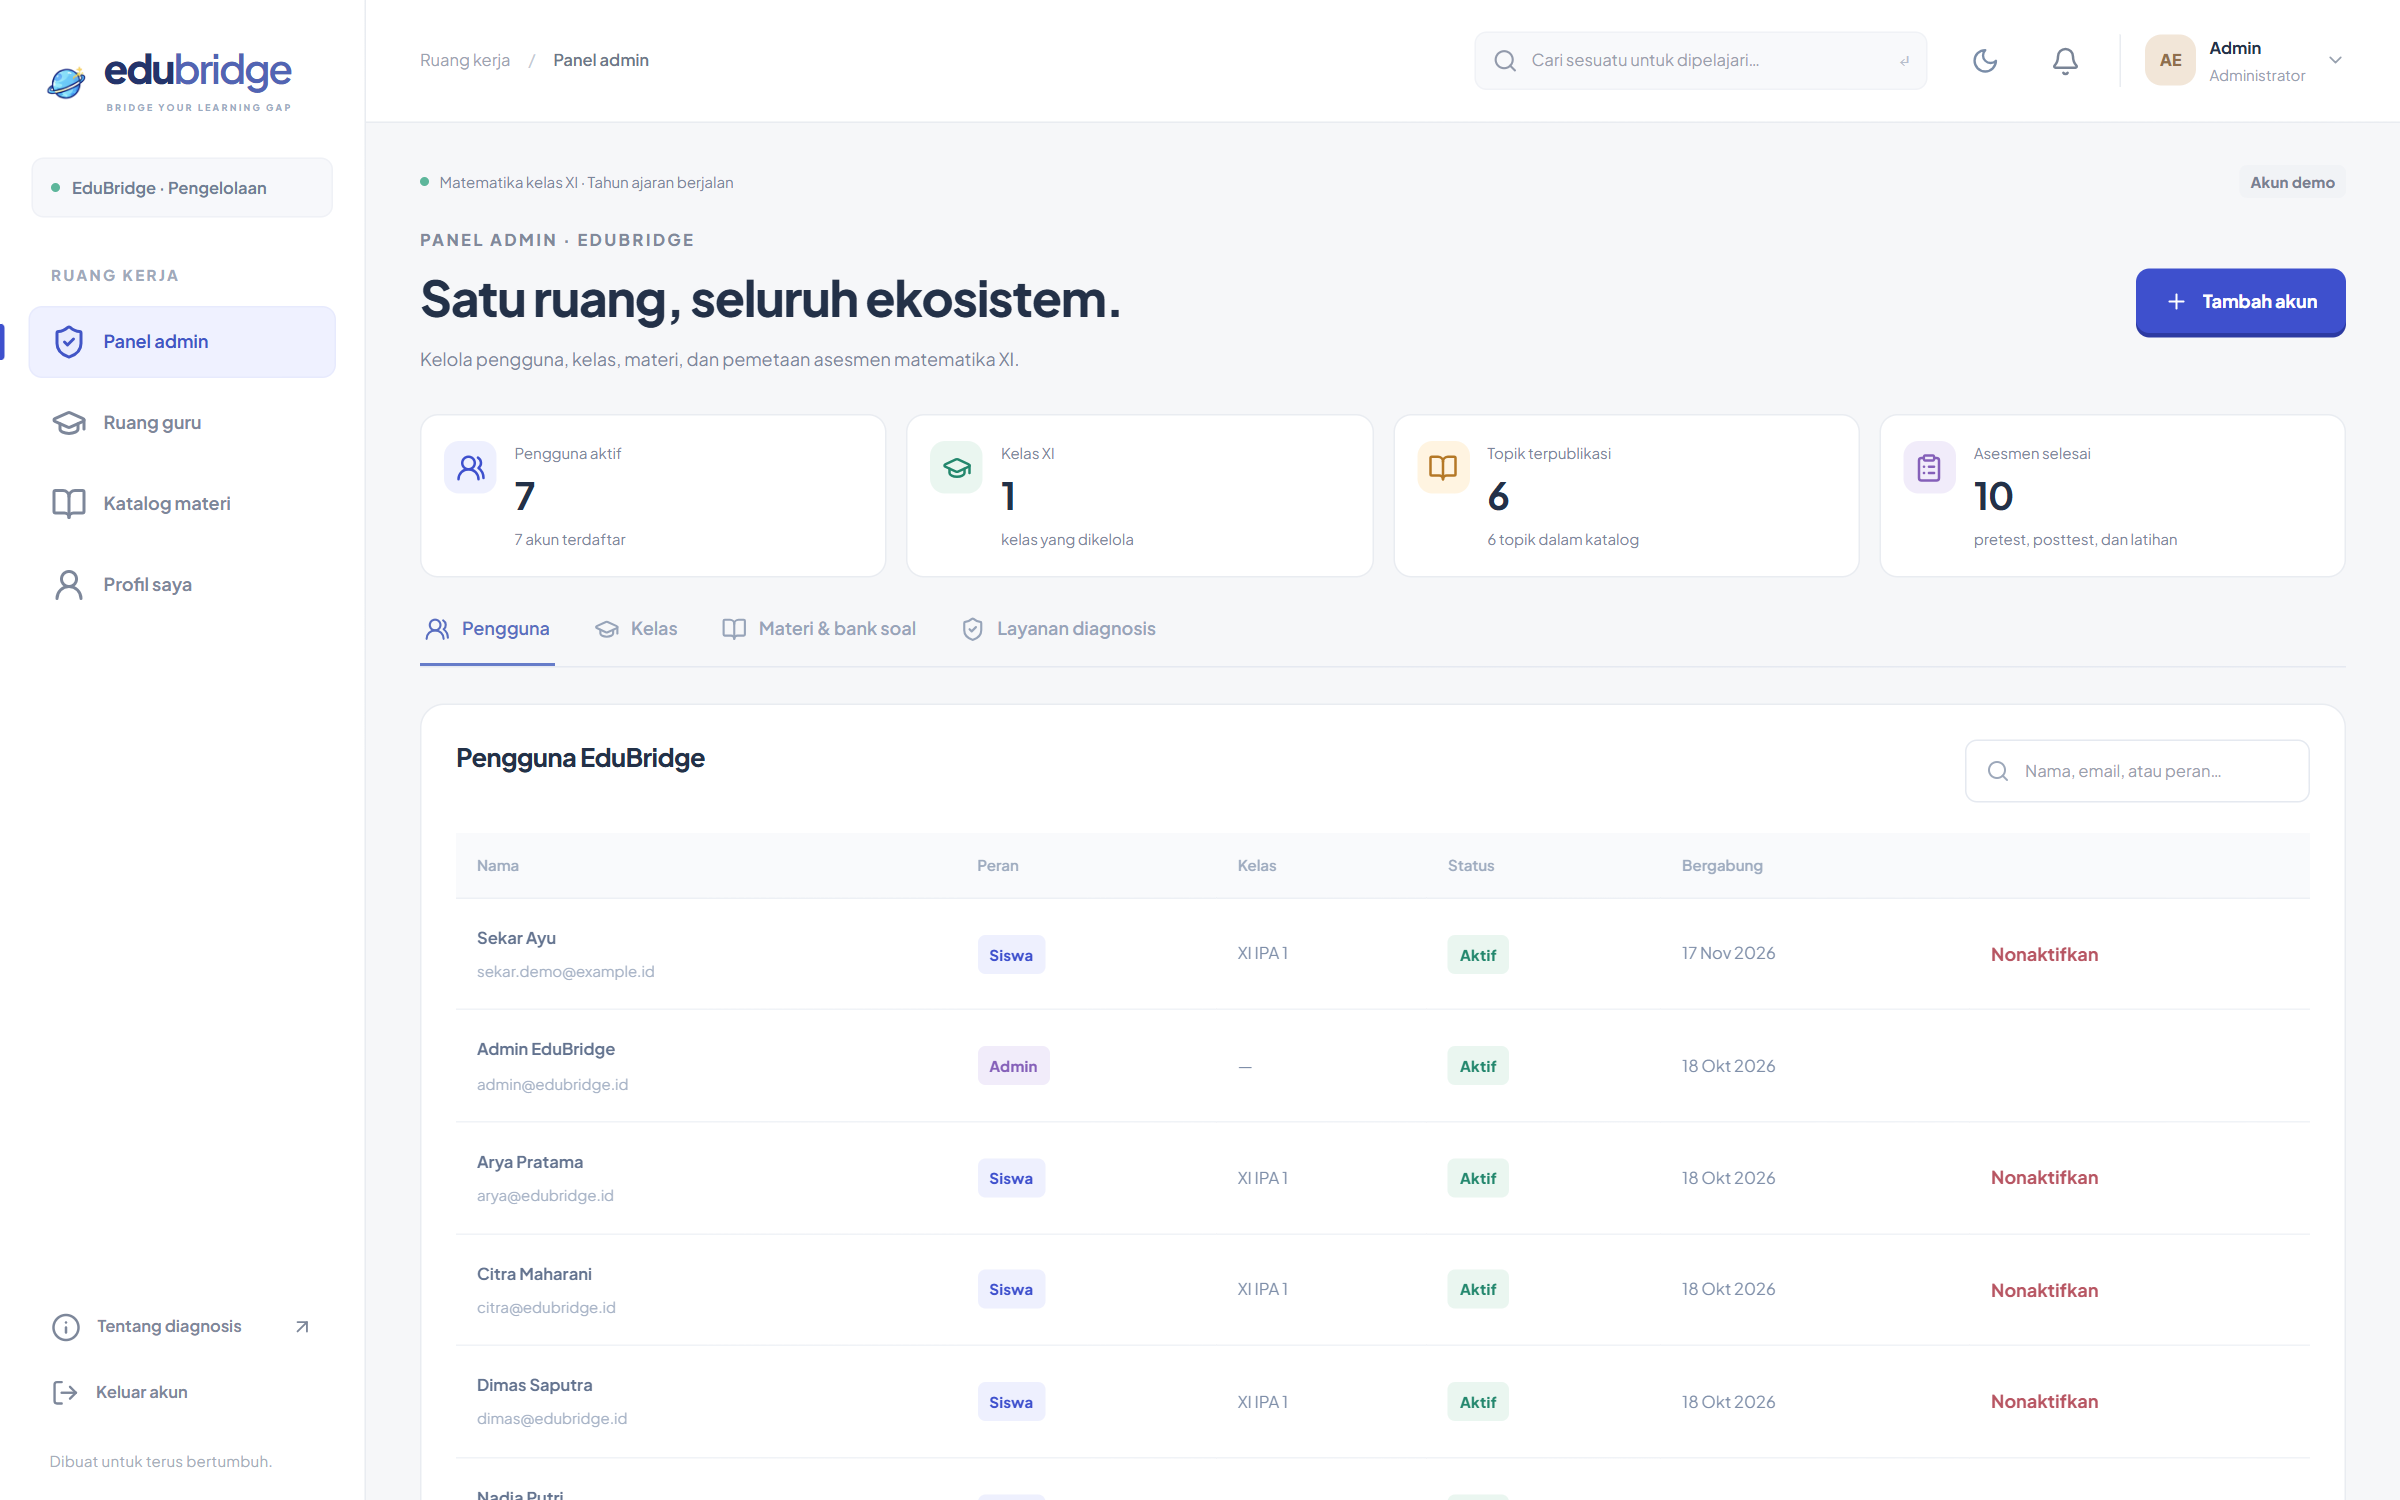 edubridge
BRIDGE YOUR LEARNING GAP
EduBridge · Pengelolaan
RUANG KERJA
Panel admin
Ruang guru
Katalog materi
Profil saya
Tentang diagnosis
Keluar akun
Dibuat untuk terus bertumbuh.
Ruang kerja / Panel admin
Cari sesuatu untuk dipelajari...
AE
Admin
Administrator
Matematika kelas XI · Tahun ajaran berjalan
Akun demo
PANEL ADMIN · EDUBRIDGE
Satu ruang, seluruh ekosistem.
Kelola pengguna, kelas, materi, dan pemetaan asesmen matematika XI.
Tambah akun
Pengguna aktif
7
7 akun terdaftar
Kelas XI
1
kelas yang dikelola
Topik terpublikasi
6
6 topik dalam katalog
Asesmen selesai
10
pretest, posttest, dan latihan
Pengguna Kelas Materi & bank soal Layanan diagnosis
Pengguna EduBridge
Nama, email, atau peran...
Nama Peran Kelas Status Bergabung
Sekar Ayu
sekar.demo@example.id
Siswa XI IPA 1 Aktif 17 Nov 2026 Nonaktifkan
Admin EduBridge
admin@edubridge.id
Admin — Aktif 18 Okt 2026
Arya Pratama
arya@edubridge.id
Siswa XI IPA 1 Aktif 18 Okt 2026 Nonaktifkan
Citra Maharani
citra@edubridge.id
Siswa XI IPA 1 Aktif 18 Okt 2026 Nonaktifkan
Dimas Saputra
dimas@edubridge.id
Siswa XI IPA 1 Aktif 18 Okt 2026 Nonaktifkan
Nadia Putri